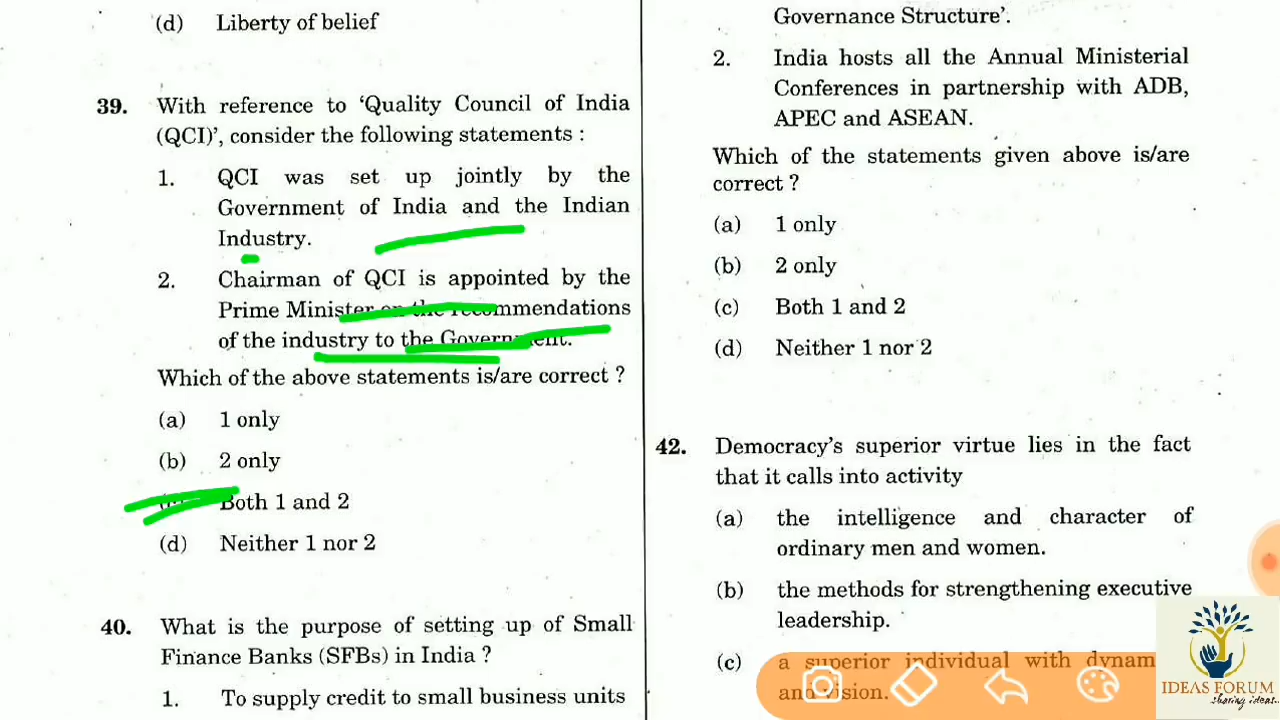 (d) Liberty of belief
39. With reference to ‘Quality Council of India
(QCI)’, consider the following statements :
1. QCI was set up jointly by the
Government of India and the Indian
Industry.
2. Chairman of QCI is appointed by the
Prime Minister on the recommendations
of the industry to the Government.
Which of the above statements is/are correct ?
(a) 1 only
(b) 2 only
Both 1 and 2
(d) Neither 1 nor 2
40. What is the purpose of setting up of Small
Finance Banks (SFBs) in India ?
1. To supply credit to small business units
Governance Structure’.
2. India hosts all the Annual Ministerial
Conferences in partnership with ADB,
APEC and ASEAN.
Which of the statements given above is/are
correct ?
(a) 1 only
(b) 2 only
(c) Both 1 and 2
(d) Neither 1 nor 2
42. Democracy’s superior virtue lies in the fact
that it calls into activity
(a) the intelligence and character of
ordinary men and women.
(b) the methods for strengthening executive
leadership.
(c) a superior individual with dynam
and vision.
IDEAS FORUM
sharing ideas